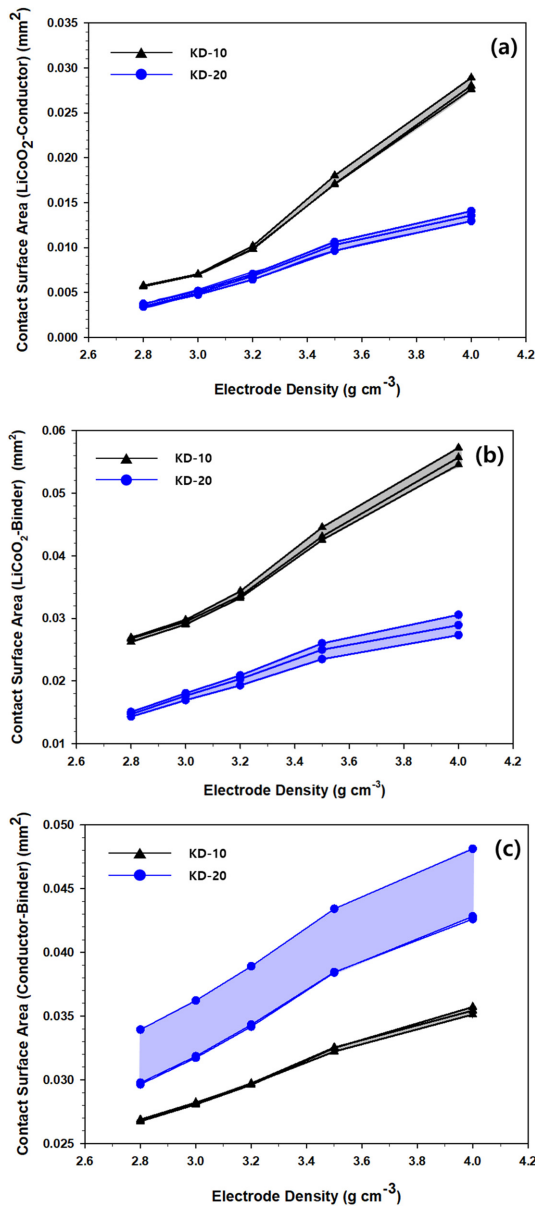 (a)
KD-10
KD-20
Contact Surface Area (LiCoO2-Conductor) (mm2)
0.035
0.030
0.025
0.020
0.015
0.010
0.005
0.000
2.6 2.8 3.0 3.2 3.4 3.6 3.8 4.0 4.2
Electrode Density (g cm-3)
(b)
KD-10
KD-20
Contact Surface Area (LiCoO2-Binder) (mm2)
0.06
0.05
0.04
0.03
0.02
0.01
2.6 2.8 3.0 3.2 3.4 3.6 3.8 4.0 4.2
Electrode Density (g cm-3)
(c)
KD-10
KD-20
Contact Surface Area (Conductor-Binder) (mm2)
0.050
0.045
0.040
0.035
0.030
0.025
2.6 2.8 3.0 3.2 3.4 3.6 3.8 4.0 4.2
Electrode Density (g cm-3)